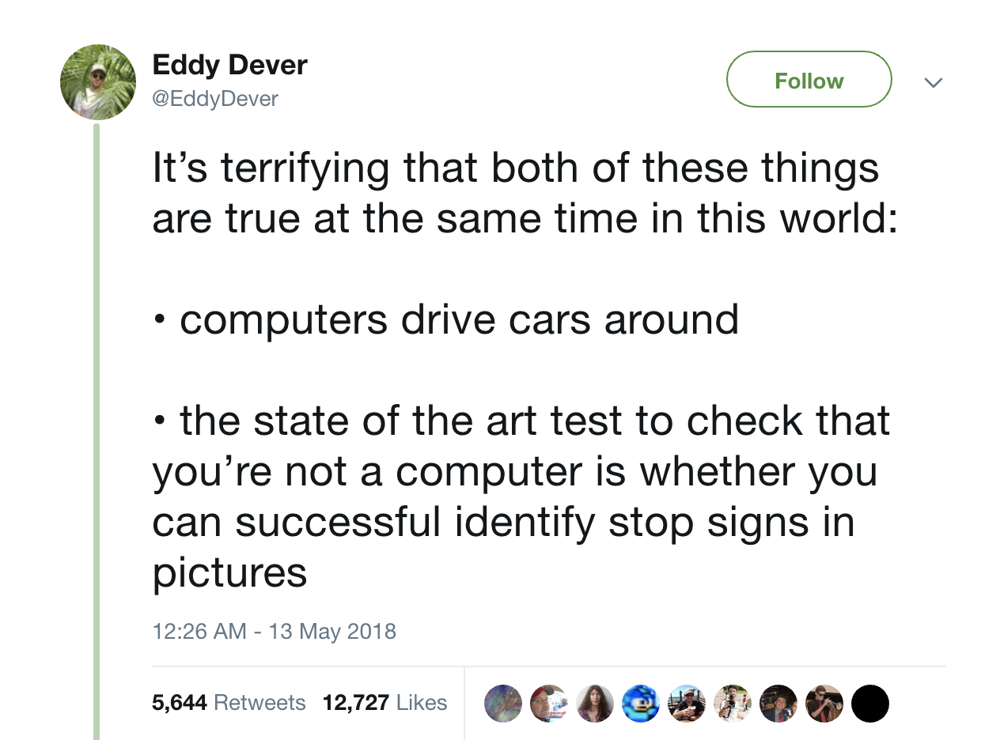 Eddy Dever
@EddyDever
Follow
It’s terrifying that both of these things
are true at the same time in this world:
• computers drive cars around
• the state of the art test to check that
you’re not a computer is whether you
can successful identify stop signs in
pictures
12:26 AM - 13 May 2018
5,644 Retweets 12,727 Likes